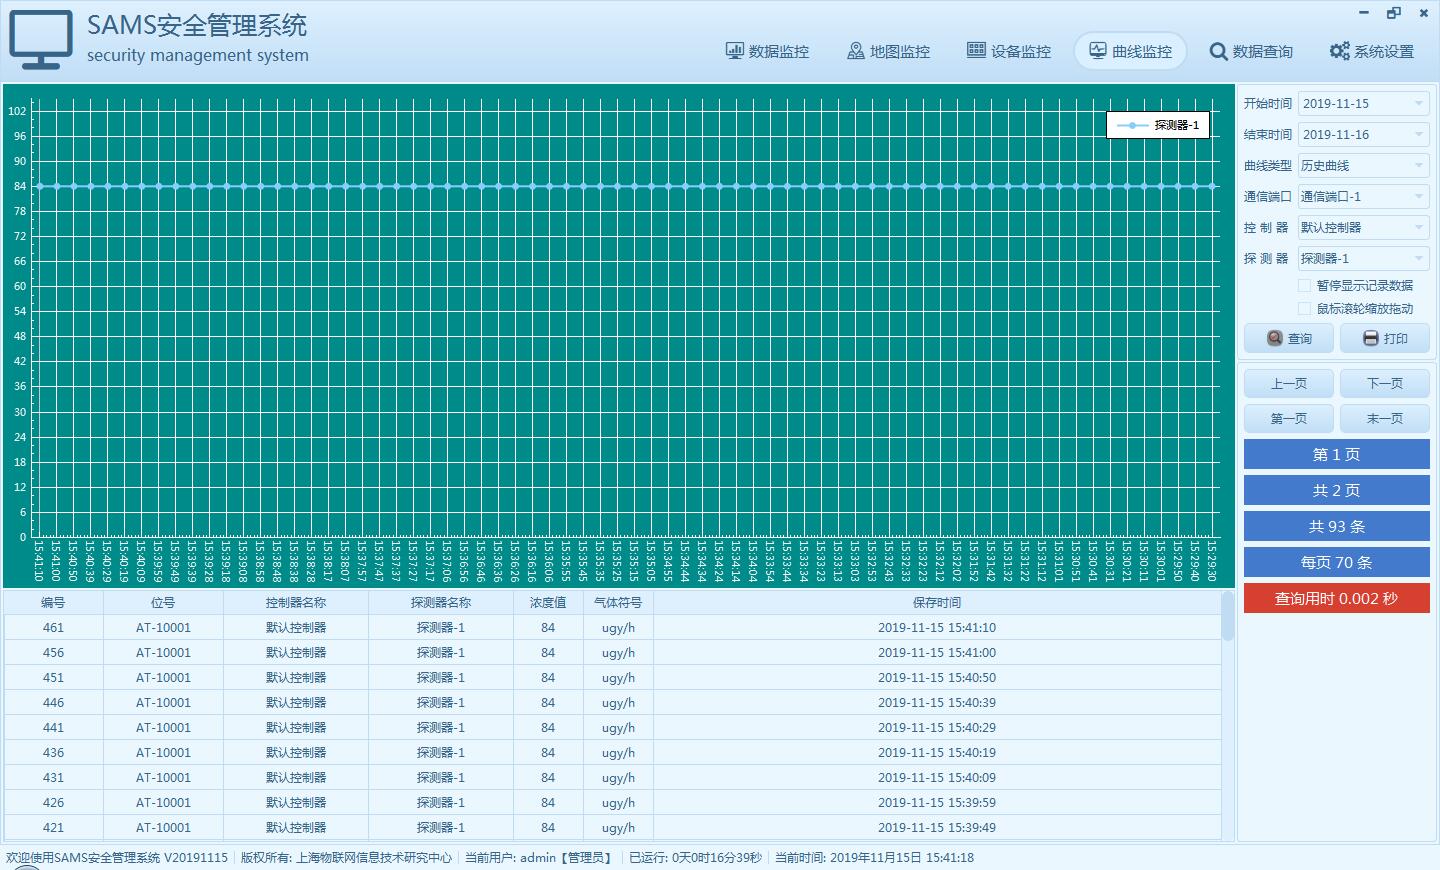 SAMS安全管理系统
security management system
数据监控
地图监控
设备监控
曲线监控
数据查询
系统设置
102
96
90
84
78
72
66
60
54
48
42
36
30
24
18
12
6
0
探测器-1
15:41:10
15:41:00
15:40:50
15:40:39
15:40:29
15:40:19
15:40:09
15:39:59
15:39:49
15:39:39
15:39:28
15:39:18
15:39:08
15:38:58
15:38:48
15:38:38
15:38:28
15:38:17
15:38:07
15:37:57
15:37:47
15:37:37
15:37:27
15:37:17
15:37:06
15:36:56
15:36:46
15:36:36
15:36:26
15:36:16
15:36:06
15:35:55
15:35:45
15:35:35
15:35:25
15:35:15
15:35:05
15:34:55
15:34:44
15:34:34
15:34:24
15:34:14
15:34:04
15:33:54
15:33:44
15:33:34
15:33:23
15:33:13
15:33:03
15:32:53
15:32:43
15:32:33
15:32:23
15:32:12
15:32:02
15:31:52
15:31:42
15:31:32
15:31:22
15:31:12
15:31:01
15:30:51
15:30:41
15:30:31
15:30:21
15:30:11
15:30:01
15:29:50
15:29:40
15:29:30
开始时间 2019-11-15
结束时间 2019-11-16
曲线类型 历史曲线
通信端口 通信端口-1
控 制 器 默认控制器
探 测 器 探测器-1
暂停显示记录数据
鼠标滚轮缩放拖动
查询 打印
上一页 下一页
第一页 末一页
第 1 页
共 2 页
共 93 条
每页 70 条
查询用时 0.002 秒
编号 位号 控制器名称 探测器名称 浓度值 气体符号 保存时间
461 AT-10001 默认控制器 探测器-1 84 ugy/h 2019-11-15 15:41:10
456 AT-10001 默认控制器 探测器-1 84 ugy/h 2019-11-15 15:41:00
451 AT-10001 默认控制器 探测器-1 84 ugy/h 2019-11-15 15:40:50
446 AT-10001 默认控制器 探测器-1 84 ugy/h 2019-11-15 15:40:39
441 AT-10001 默认控制器 探测器-1 84 ugy/h 2019-11-15 15:40:29
436 AT-10001 默认控制器 探测器-1 84 ugy/h 2019-11-15 15:40:19
431 AT-10001 默认控制器 探测器-1 84 ugy/h 2019-11-15 15:40:09
426 AT-10001 默认控制器 探测器-1 84 ugy/h 2019-11-15 15:39:59
421 AT-10001 默认控制器 探测器-1 84 ugy/h 2019-11-15 15:39:49
欢迎使用SAMS安全管理系统 V20191115 版权所有: 上海物联网信息技术研究中心 当前用户: admin【管理员】 已运行: 0天0时16分39秒 当前时间: 2019年11月15日 15:41:18